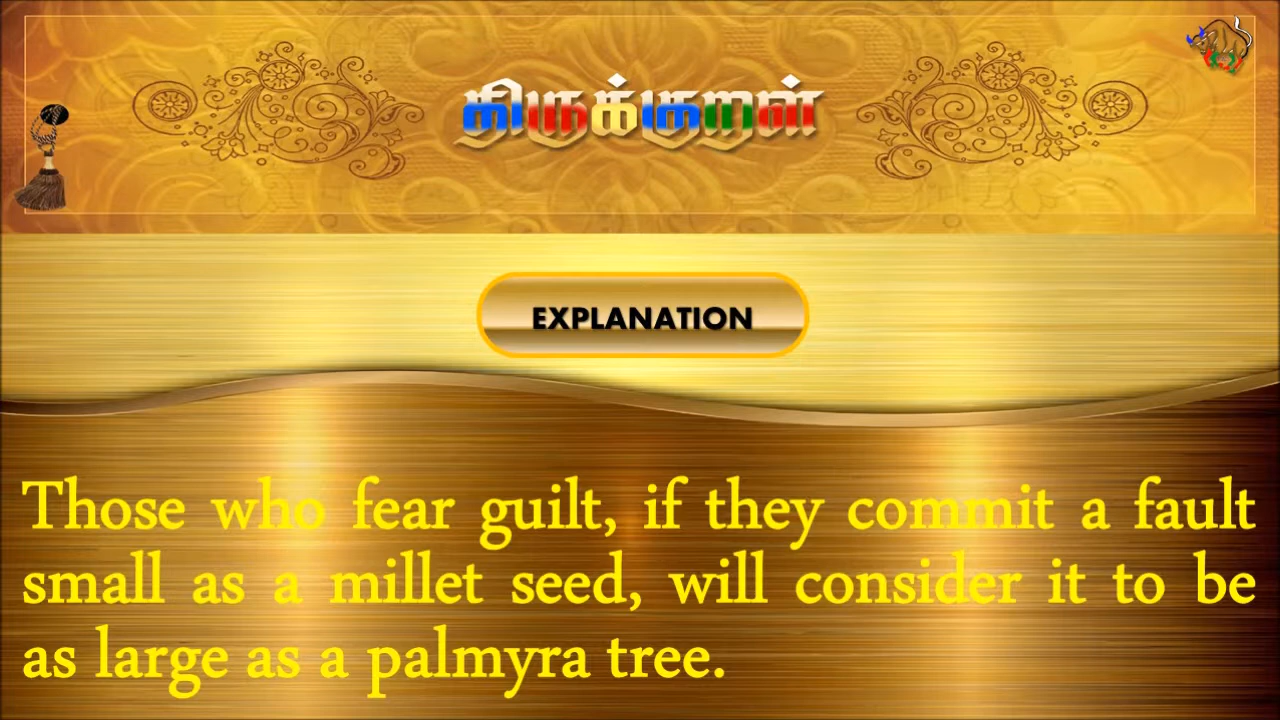 திருக்குறள்
EXPLANATION
Those who fear guilt, if they commit a fault
small as a millet seed, will consider it to be
as large as a palmyra tree.